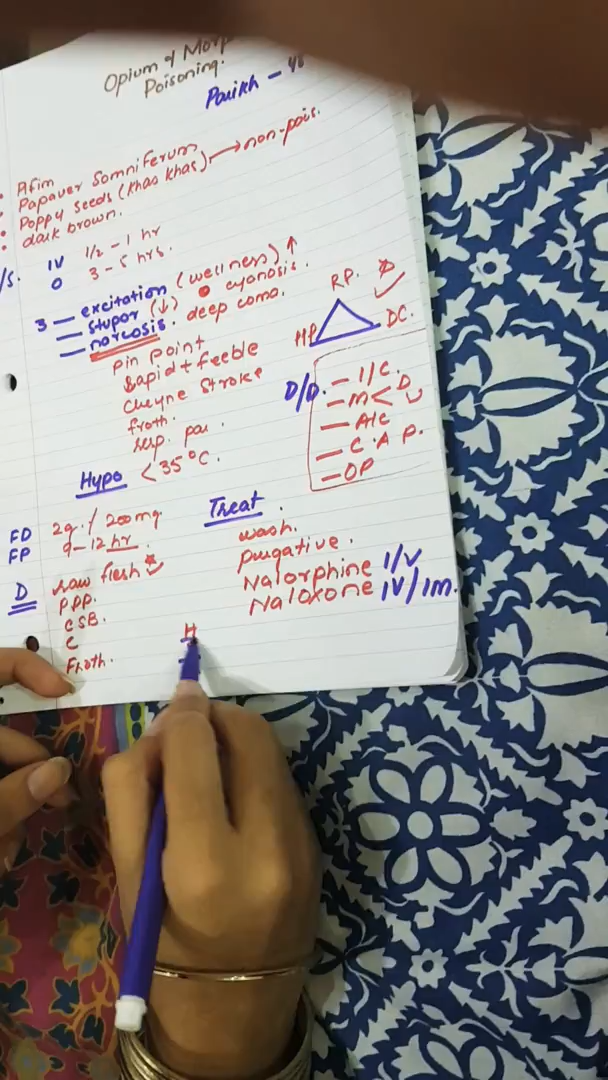 Opium & Morp
Poisoning.
Parikh - 48
Afim
Papaver Somniferum
Poppy Seeds (khas khas) → non-pois.
dark brown.
/S.
IV 1/2 - 1 hr
O 3 - 5 hrs.
3 — excitation (wellness) ↑
— stupor (↓) cyanosis.
— narcosis. deep coma.
RP.
HP DC.
pin point
Rapid + feeble
Cheyne Stroke
froth.
resp. par.
Hypo < 35°C.
D/D. — I/C.
— M < D
— A/C
— C.A P.
— OP
FD 2g. / 200mg
FP 9-12 hr.
D raw flesh
PPP.
CSB.
C
Froth.
Treat.
wash.
purgative.
Nalorphine I/V
Naloxone IV/IM.
H